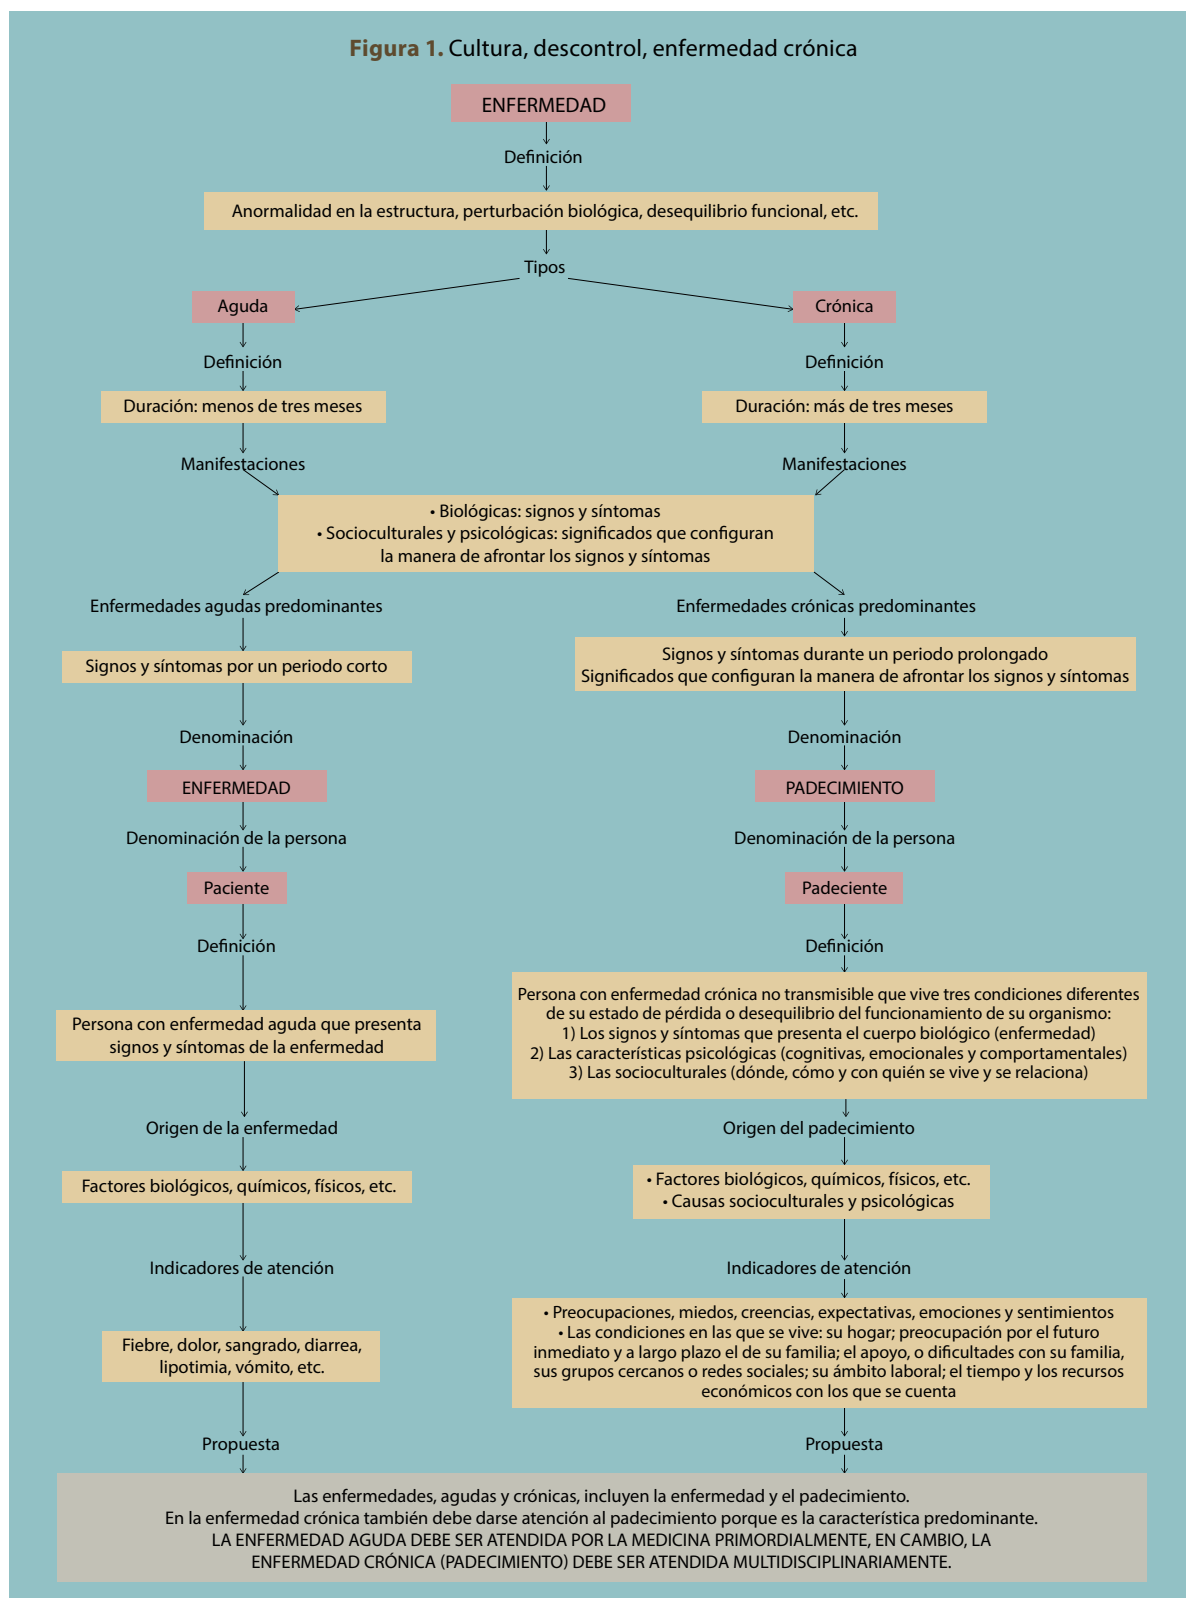 Figura 1. Cultura, descontrol, enfermedad crónica
ENFERMEDAD
Definición
Anormalidad en la estructura, perturbación biológica, desequilibrio funcional, etc.
Tipos
Aguda
Definición
Duración: menos de tres meses
Manifestaciones
Crónica
Definición
Duración: más de tres meses
Manifestaciones
• Biológicas: signos y síntomas
• Socioculturales y psicológicas: significados que configuran
la manera de afrontar los signos y síntomas
Enfermedades agudas predominantes
Signos y síntomas por un periodo corto
Denominación
ENFERMEDAD
Denominación de la persona
Paciente
Definición
Persona con enfermedad aguda que presenta
signos y síntomas de la enfermedad
Origen de la enfermedad
Factores biológicos, químicos, físicos, etc.
Indicadores de atención
Fiebre, dolor, sangrado, diarrea,
lipotimia, vómito, etc.
Propuesta
Enfermedades crónicas predominantes
Signos y síntomas durante un periodo prolongado
Significados que configuran la manera de afrontar los signos y síntomas
Denominación
PADECIMIENTO
Denominación de la persona
Padeciente
Definición
Persona con enfermedad crónica no transmisible que vive tres condiciones diferentes
de su estado de pérdida o desequilibrio del funcionamiento de su organismo:
1) Los signos y síntomas que presenta el cuerpo biológico (enfermedad)
2) Las características psicológicas (cognitivas, emocionales y comportamentales)
3) Las socioculturales (dónde, cómo y con quién se vive y se relaciona)
Origen del padecimiento
• Factores biológicos, químicos, físicos, etc.
• Causas socioculturales y psicológicas
Indicadores de atención
• Preocupaciones, miedos, creencias, expectativas, emociones y sentimientos
• Las condiciones en las que se vive: su hogar; preocupación por el futuro
inmediato y a largo plazo el de su familia; el apoyo, o dificultades con su familia,
sus grupos cercanos o redes sociales; su ámbito laboral; el tiempo y los recursos
económicos con los que se cuenta
Propuesta
Las enfermedades, agudas y crónicas, incluyen la enfermedad y el padecimiento.
En la enfermedad crónica también debe darse atención al padecimiento porque es la característica predominante.
LA ENFERMEDAD AGUDA DEBE SER ATENDIDA POR LA MEDICINA PRIMORDIALMENTE, EN CAMBIO, LA
ENFERMEDAD CRÓNICA (PADECIMIENTO) DEBE SER ATENDIDA MULTIDISCIPLINARIAMENTE.